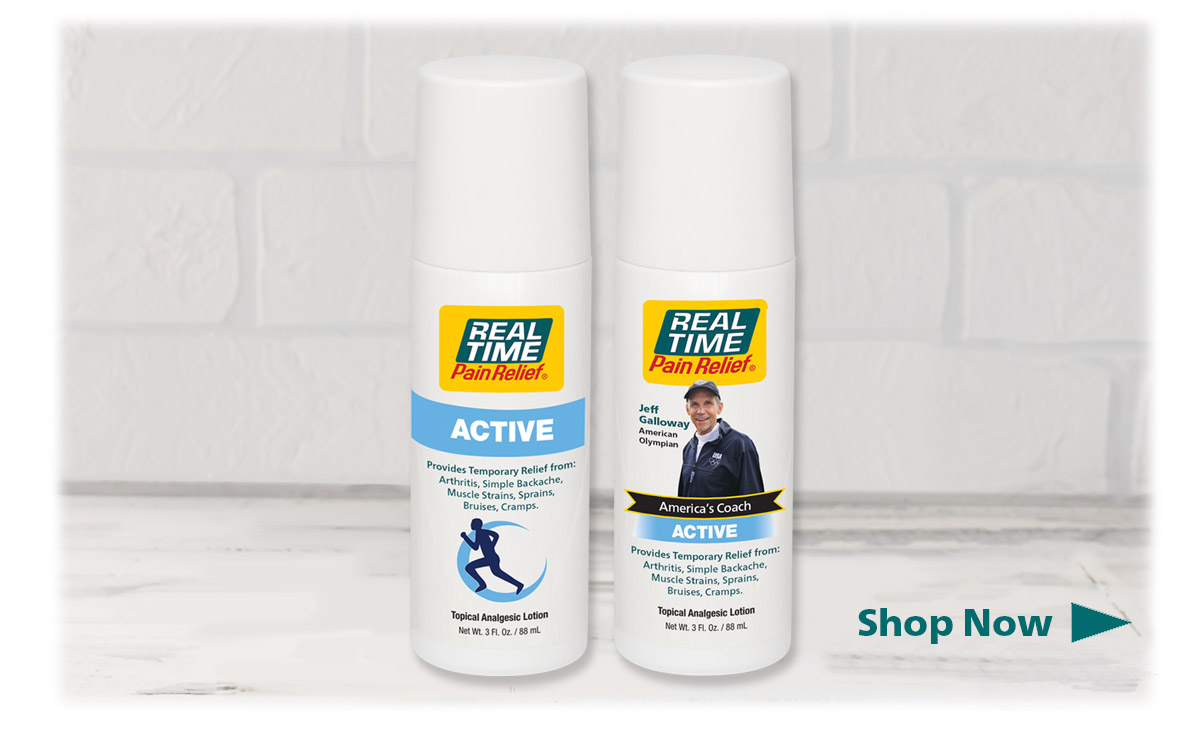 REAL
TIME
Pain Relief®
ACTIVE
Provides Temporary Relief from:
Arthritis, Simple Backache,
Muscle Strains, Sprains,
Bruises, Cramps.
Topical Analgesic Lotion
Net Wt. 3 Fl. Oz. / 88 mL
REAL
TIME
Pain Relief®
Jeff
Galloway
American
Olympian
USA
America's Coach
ACTIVE
Provides Temporary Relief from:
Arthritis, Simple Backache,
Muscle Strains, Sprains,
Bruises, Cramps.
Topical Analgesic Lotion
Net Wt. 3 Fl. Oz. / 88 mL
Shop Now